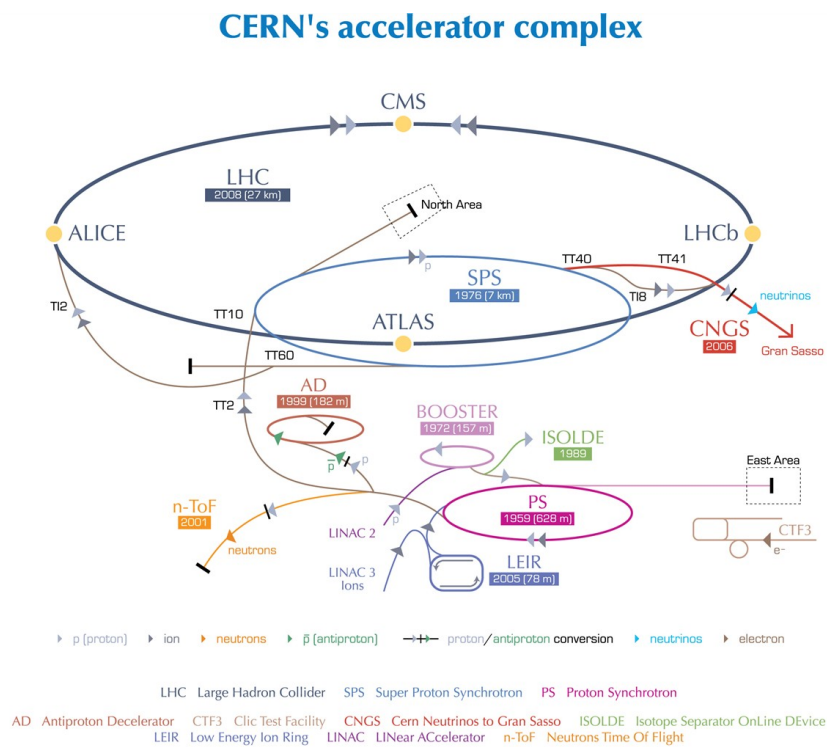 CERN's accelerator complex
CMS
LHC
2008 (27 km)
North Area
ALICE
LHCb
TT40
TT41
SPS
1976 (7 km)
p
TI8
neutrinos
TI2
TT10
ATLAS
CNGS
2006
Gran Sasso
TT60
AD
1999 (182 m)
TT2
BOOSTER
1972 (157 m)
ISOLDE
1989
p̅
p
East Area
n-ToF
2001
PS
1959 (628 m)
LINAC 2
p
neutrons
CTF3
e-
LINAC 3
Ions
LEIR
2005 (78 m)
p (proton) ion neutrons p̅ (antiproton) proton/antiproton conversion neutrinos electron
LHC Large Hadron Collider SPS Super Proton Synchrotron PS Proton Synchrotron
AD Antiproton Decelerator CTF3 Clic Test Facility CNGS Cern Neutrinos to Gran Sasso ISOLDE Isotope Separator OnLine DEvice
LEIR Low Energy Ion Ring LINAC LINear ACcelerator n-ToF Neutrons Time Of Flight